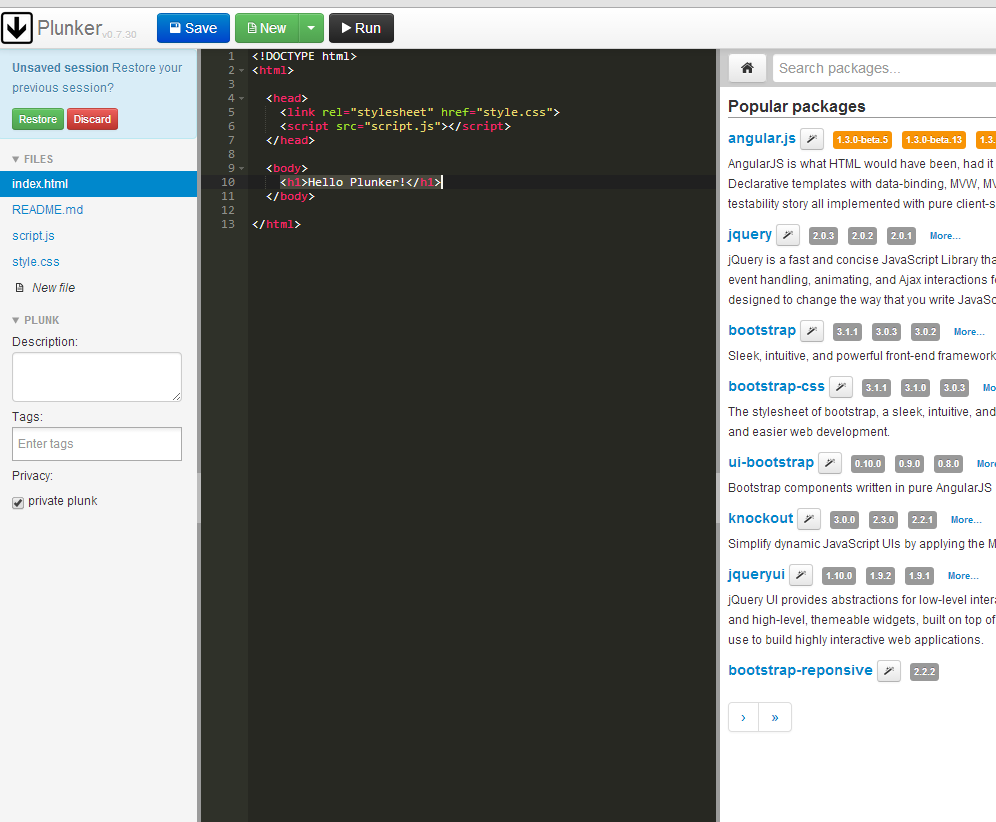 Plunker v0.7.30 Save New Run
Unsaved session Restore your
previous session?
Restore Discard
FILES
index.html
README.md
script.js
style.css
New file
PLUNK
Description:
Tags:
Enter tags
Privacy:
private plunk
1 <!DOCTYPE html>
2 <html>
3
4 <head>
5 <link rel="stylesheet" href="style.css">
6 <script src="script.js"></script>
7 </head>
8
9 <body>
10 <h1>Hello Plunker!</h1>
11 </body>
12
13 </html>
Search packages...
Popular packages
angular.js 1.3.0-beta.5 1.3.0-beta.13 1.3
AngularJS is what HTML would have been, had it
Declarative templates with data-binding, MVW, MV
testability story all implemented with pure client-s
jquery 2.0.3 2.0.2 2.0.1 More...
jQuery is a fast and concise JavaScript Library tha
event handling, animating, and Ajax interactions f
designed to change the way that you write JavaSc
bootstrap 3.1.1 3.0.3 3.0.2 More...
Sleek, intuitive, and powerful front-end framework
bootstrap-css 3.1.1 3.1.0 3.0.3 Mo
The stylesheet of bootstrap, a sleek, intuitive, and
and easier web development.
ui-bootstrap 0.10.0 0.9.0 0.8.0 More
Bootstrap components written in pure AngularJS
knockout 3.0.0 2.3.0 2.2.1 More...
Simplify dynamic JavaScript UIs by applying the M
jqueryui 1.10.0 1.9.2 1.9.1 More...
jQuery UI provides abstractions for low-level intera
and high-level, themeable widgets, built on top of
use to build highly interactive web applications.
bootstrap-reponsive 2.2.2
› »